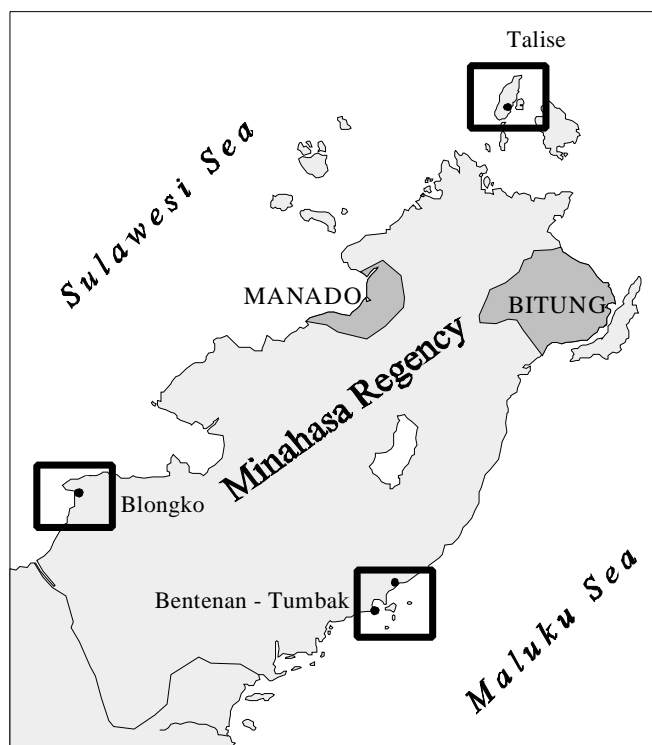 Talise
Sulawesi Sea
MANADO
BITUNG
Minahasa Regency
Blongko
Bentenan - Tumbak
Maluku Sea